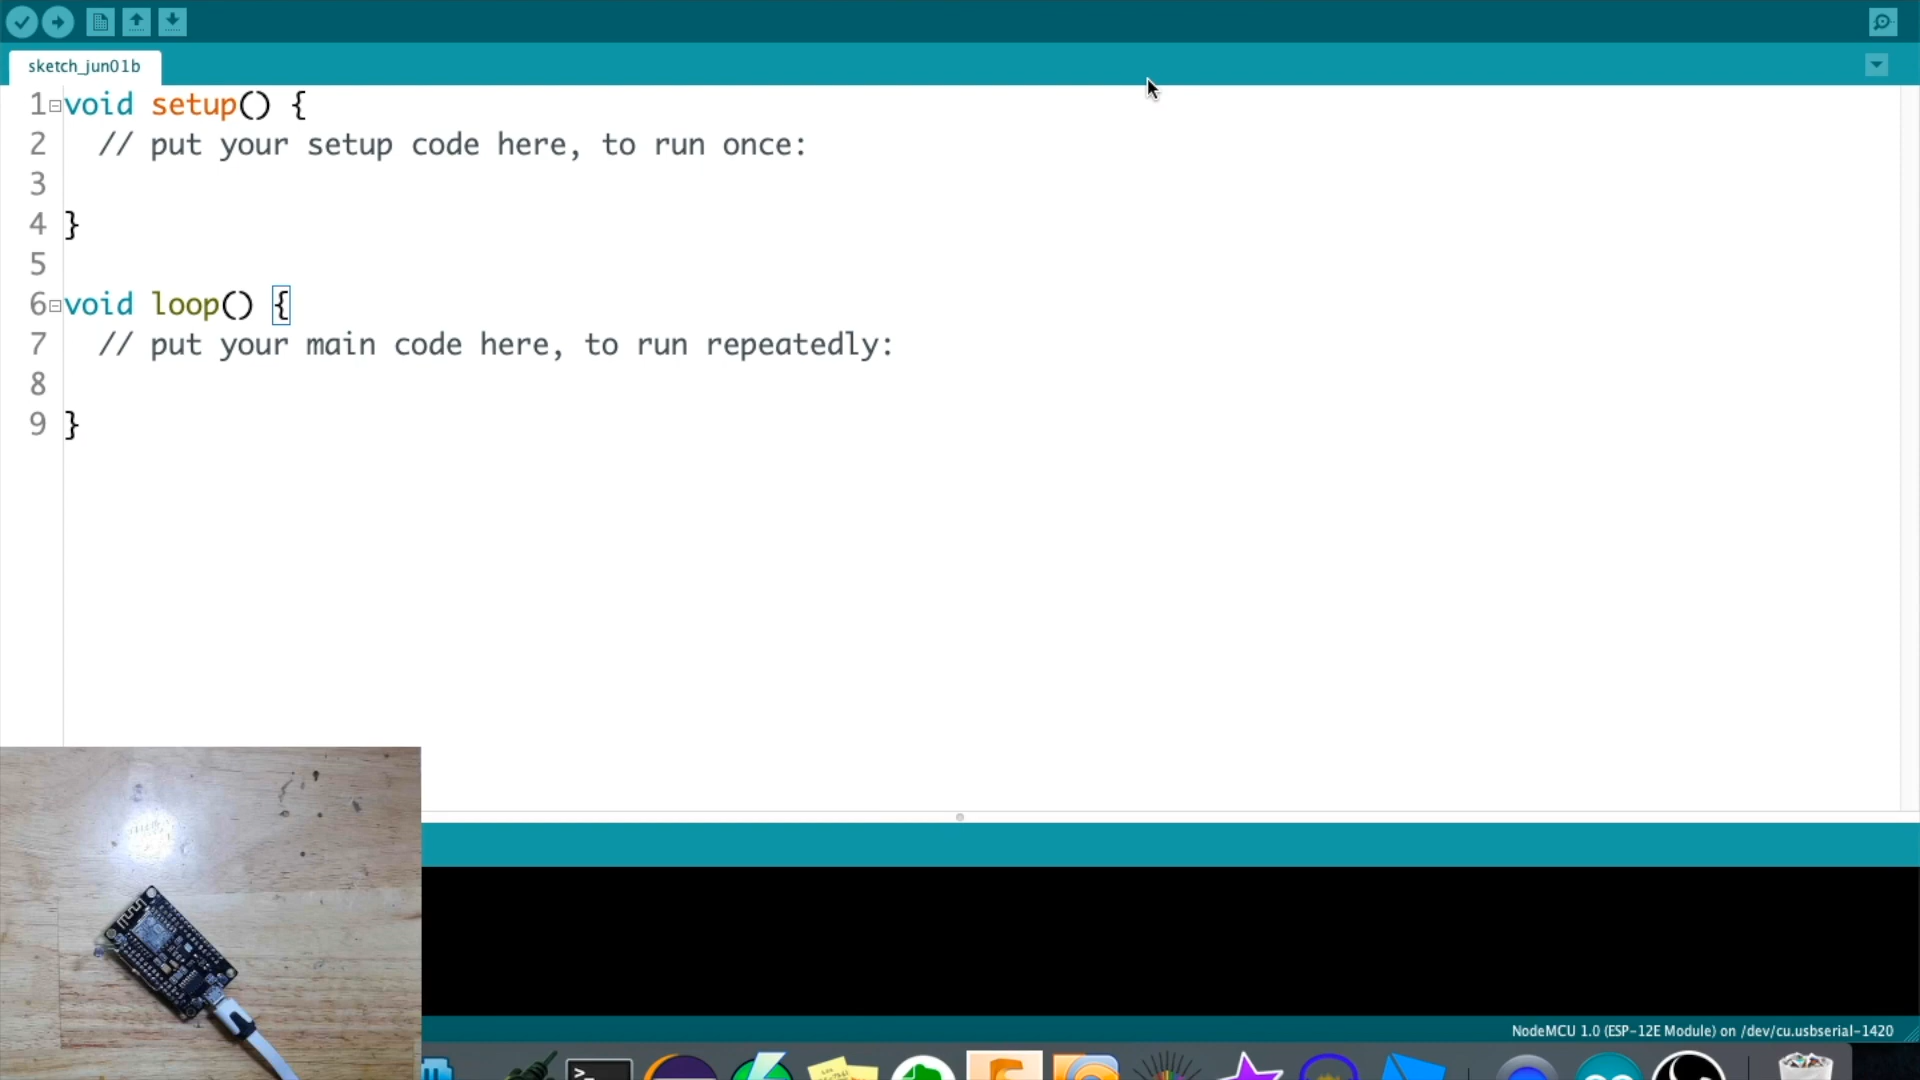 sketch_jun01b
1 void setup() {
2 // put your setup code here, to run once:
3
4 }
5
6 void loop() {
7 // put your main code here, to run repeatedly:
8
9 }
NodeMCU 1.0 (ESP-12E Module) on /dev/cu.usbserial-1420
>_